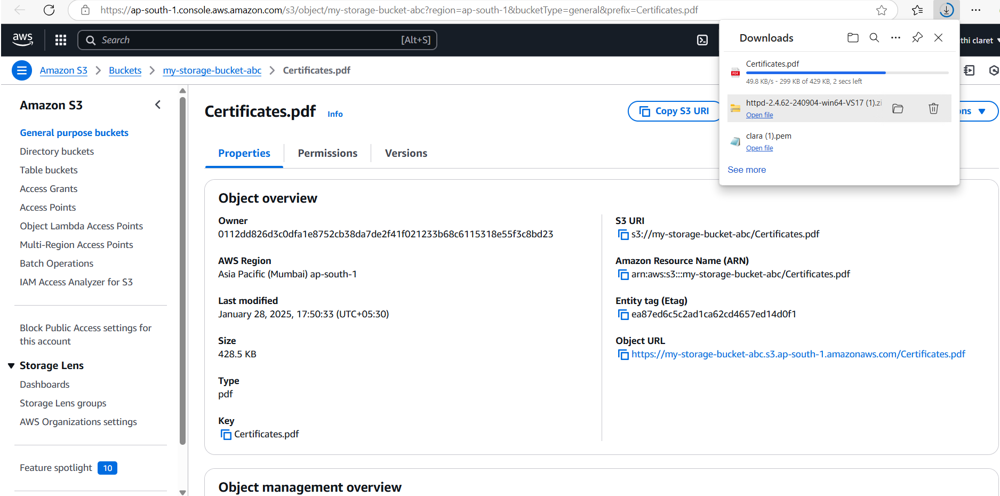 https://ap-south-1.console.aws.amazon.com/s3/object/my-storage-bucket-abc?region=ap-south-1&bucketType=general&prefix=Certificates.pdf
aws
Search
[Alt+S]
thi claret
Downloads
Certificates.pdf
PDF
49.8 KB/s - 299 KB of 429 KB, 2 secs left
httpd-2.4.62-240904-win64-VS17 (1).zi
Open file
clara (1).pem
Open file
See more
Amazon S3
Buckets
my-storage-bucket-abc
Certificates.pdf
Amazon S3
General purpose buckets
Directory buckets
Table buckets
Access Grants
Access Points
Object Lambda Access Points
Multi-Region Access Points
Batch Operations
IAM Access Analyzer for S3
Block Public Access settings for
this account
Storage Lens
Dashboards
Storage Lens groups
AWS Organizations settings
Feature spotlight 10
Certificates.pdf Info
Copy S3 URI
ons
Properties
Permissions
Versions
Object overview
Owner
0112dd826d3c0dfa1e8752cb38da7de2f41f021233b68c6115318e55f3c8bd23
AWS Region
Asia Pacific (Mumbai) ap-south-1
Last modified
January 28, 2025, 17:50:33 (UTC+05:30)
Size
428.5 KB
Type
pdf
Key
Certificates.pdf
S3 URI
s3://my-storage-bucket-abc/Certificates.pdf
Amazon Resource Name (ARN)
arn:aws:s3:::my-storage-bucket-abc/Certificates.pdf
Entity tag (Etag)
ea87ed6c5c2ad1ca62cd4657ed14d0f1
Object URL
https://my-storage-bucket-abc.s3.ap-south-1.amazonaws.com/Certificates.pdf
Object management overview